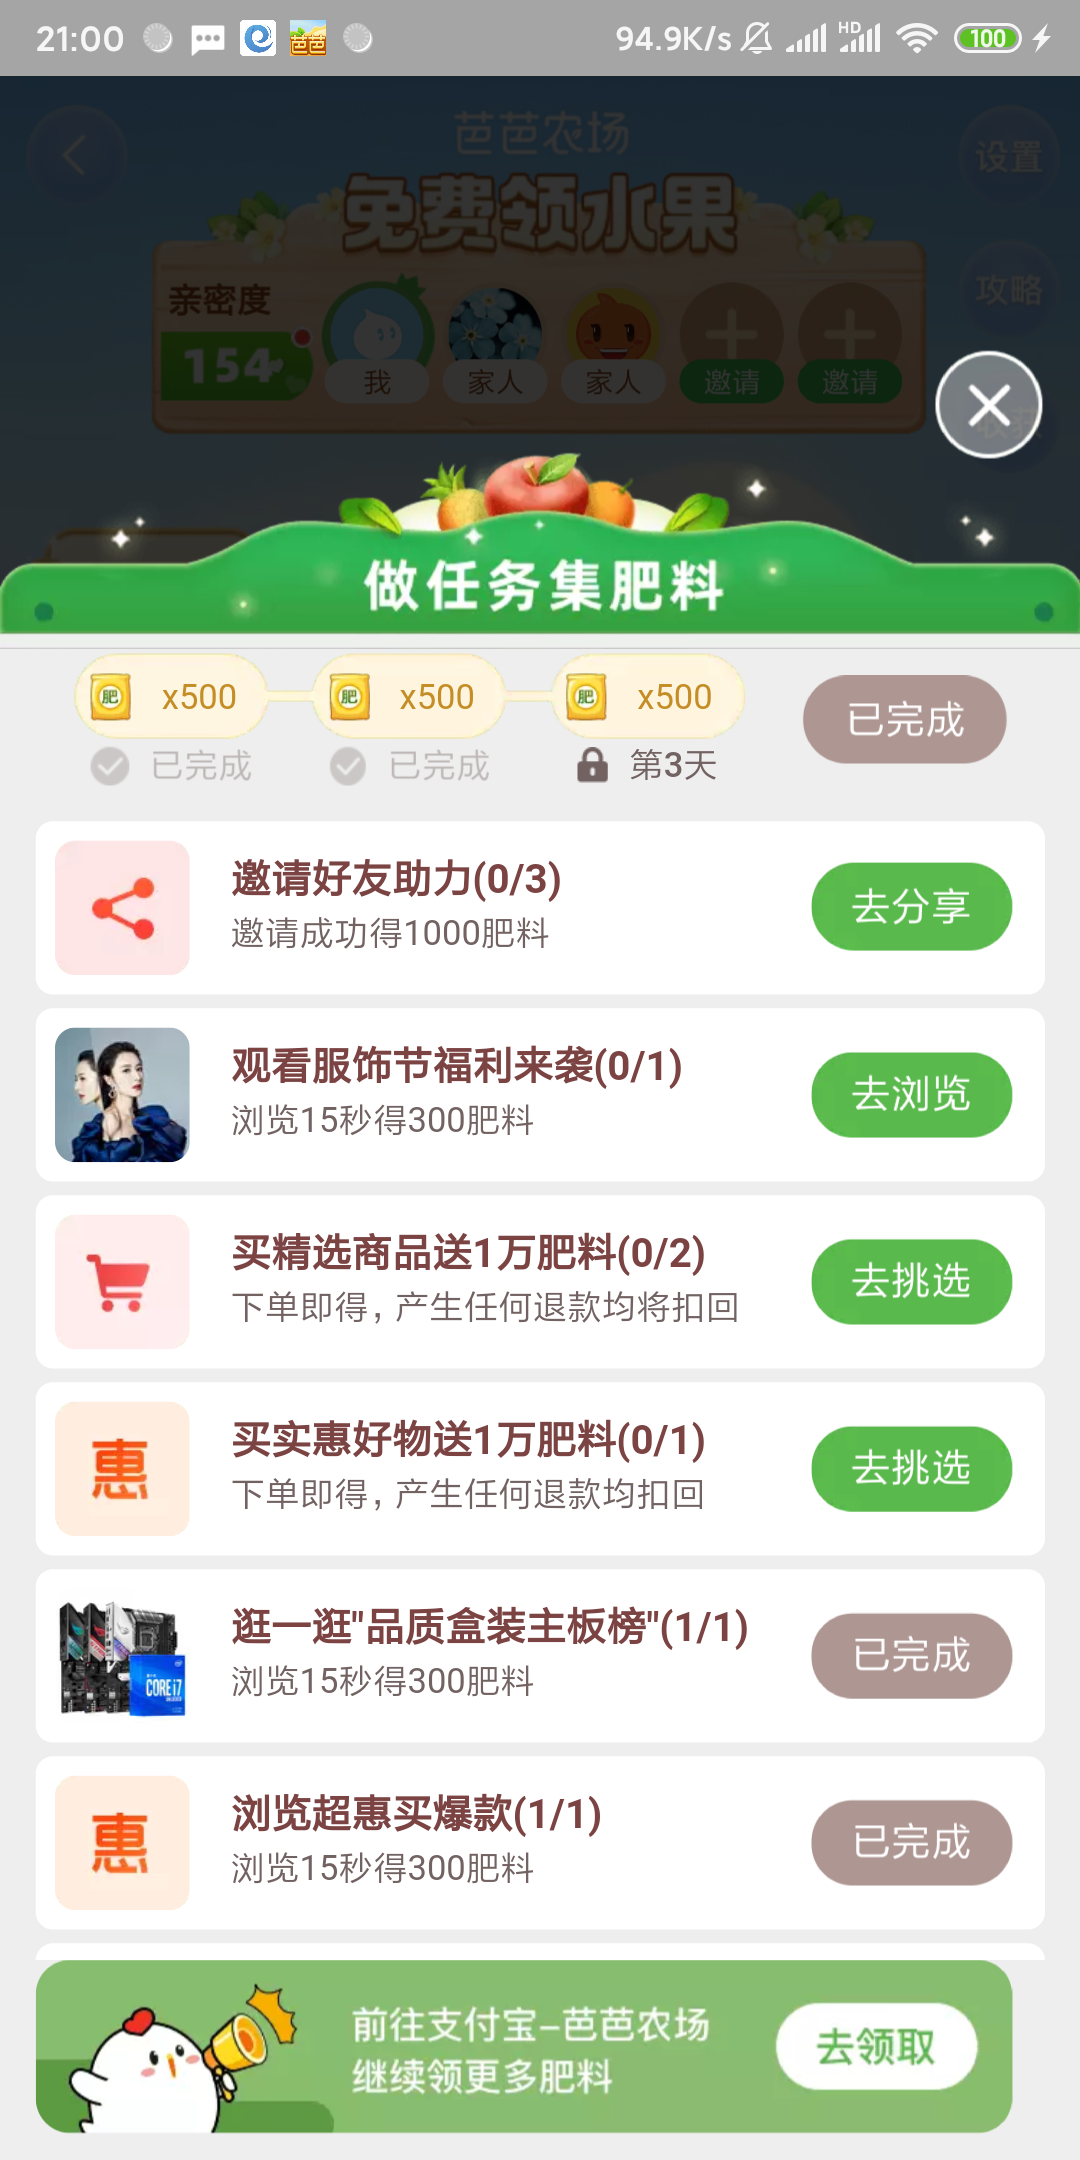 21:00
94.9K/s
HD
100
芭芭农场
设置
免费领水果
攻略
亲密度
154
我
家人
家人
邀请
邀请
做任务集肥料
肥 x500
肥 x500
肥 x500
已完成
已完成
已完成
第3天
邀请好友助力(0/3)
邀请成功得1000肥料
去分享
观看服饰节福利来袭(0/1)
浏览15秒得300肥料
去浏览
买精选商品送1万肥料(0/2)
下单即得,产生任何退款均将扣回
去挑选
惠
买实惠好物送1万肥料(0/1)
下单即得,产生任何退款均扣回
去挑选
CORE i7
逛一逛"品质盒装主板榜"(1/1)
浏览15秒得300肥料
已完成
惠
浏览超惠买爆款(1/1)
浏览15秒得300肥料
已完成
前往支付宝-芭芭农场
继续领更多肥料
去领取